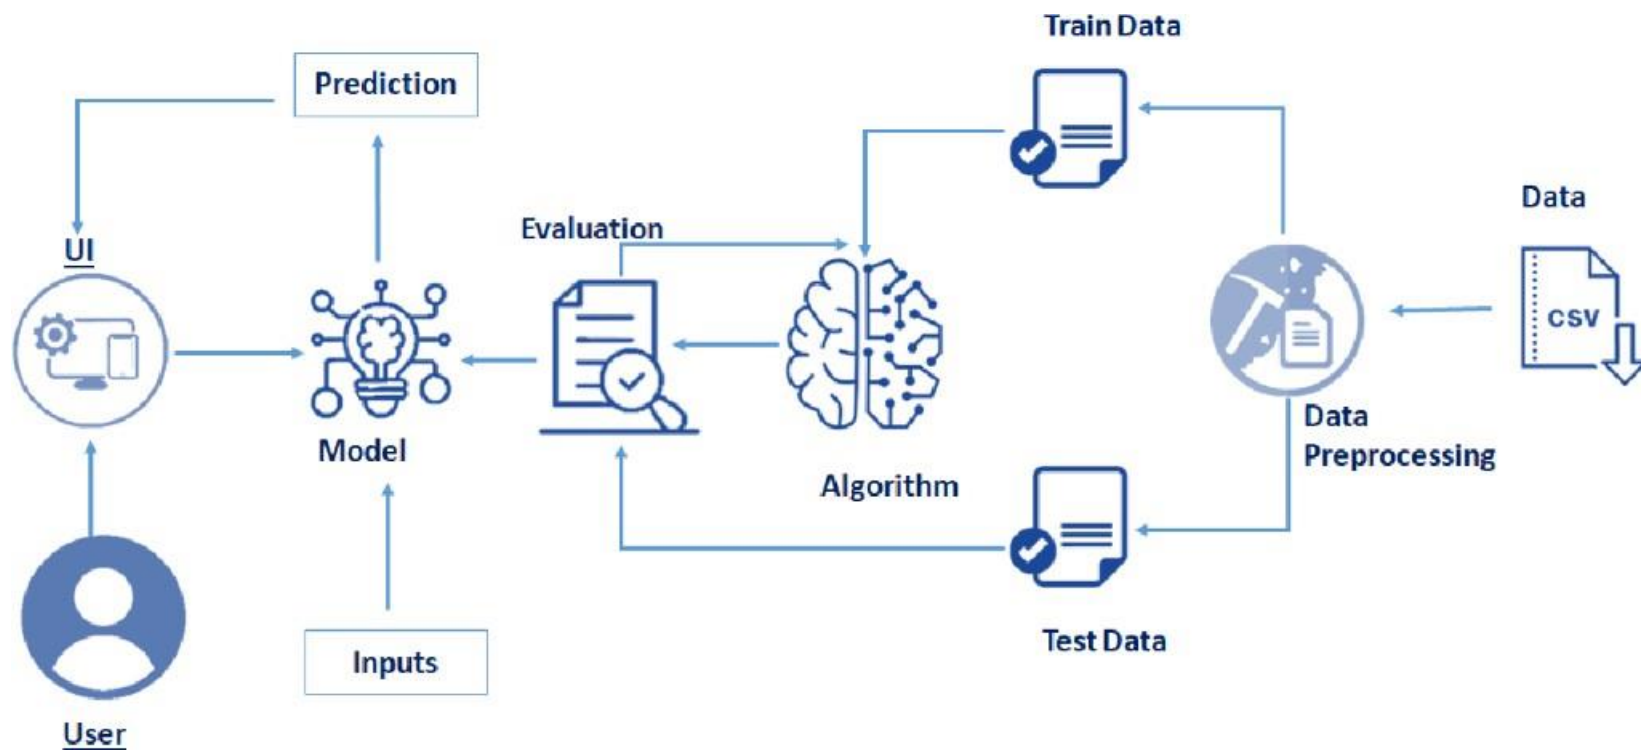 Train Data
Prediction
Data
Evaluation
UI
CSV
Data
Preprocessing
Model
Algorithm
Test Data
Inputs
User